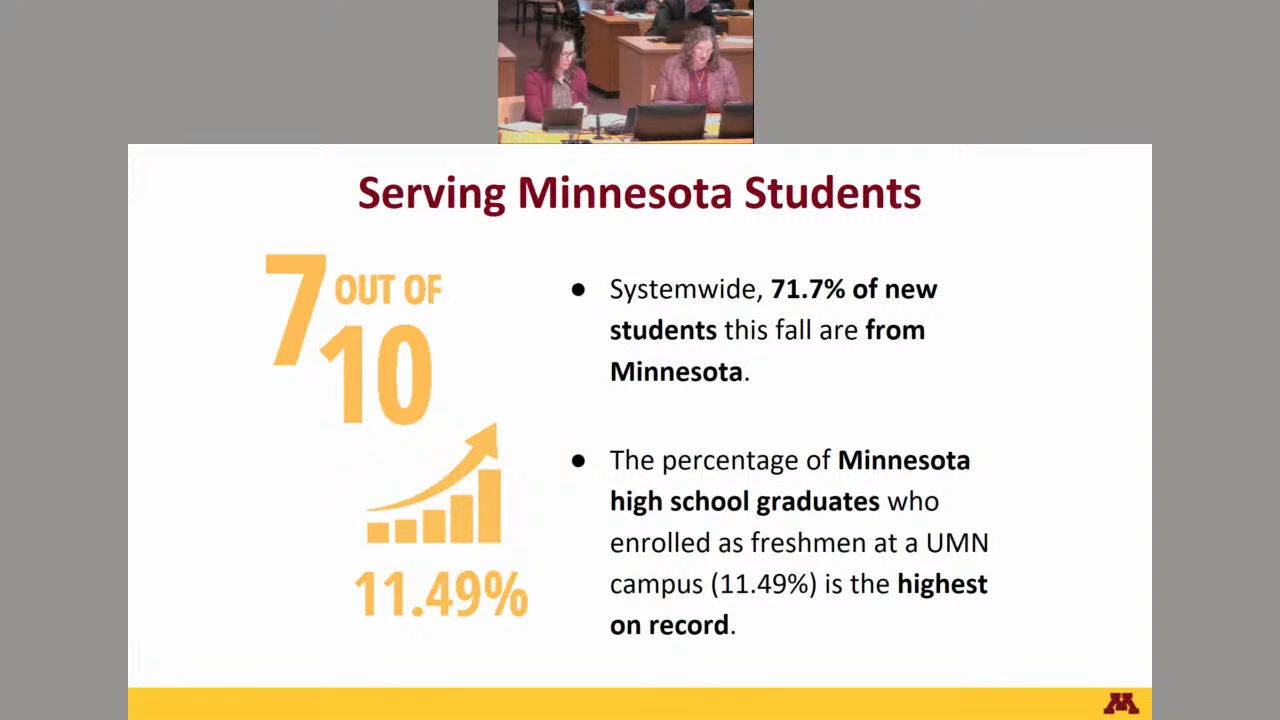 Serving Minnesota Students
7 OUT OF
10
11.49%
● Systemwide, 71.7% of new
students this fall are from
Minnesota.
● The percentage of Minnesota
high school graduates who
enrolled as freshmen at a UMN
campus (11.49%) is the highest
on record.
M